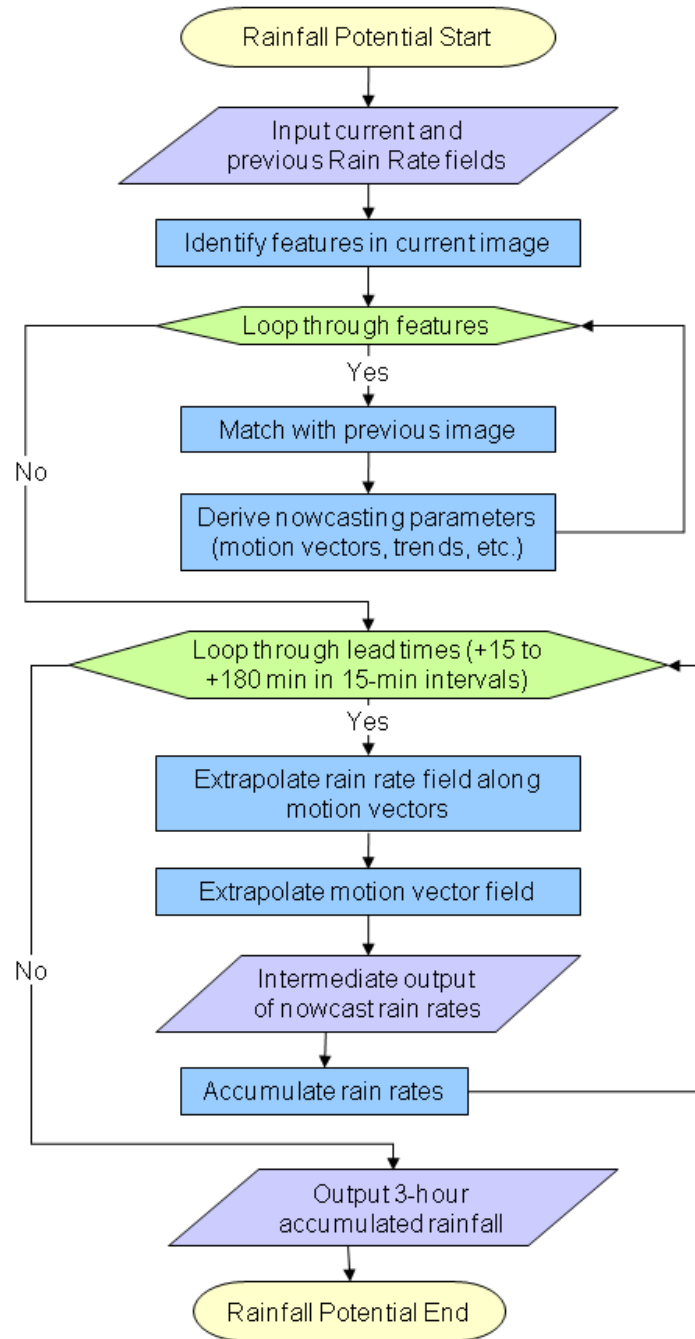 Rainfall Potential Start
Input current and
previous Rain Rate fields
Identify features in current image
Loop through features
Yes
Match with previous image
No
Derive nowcasting parameters
(motion vectors, trends, etc.)
Loop through lead times (+15 to
+180 min in 15-min intervals)
Yes
Extrapolate rain rate field along
motion vectors
Extrapolate motion vector field
No
Intermediate output
of nowcast rain rates
Accumulate rain rates
Output 3-hour
accumulated rainfall
Rainfall Potential End